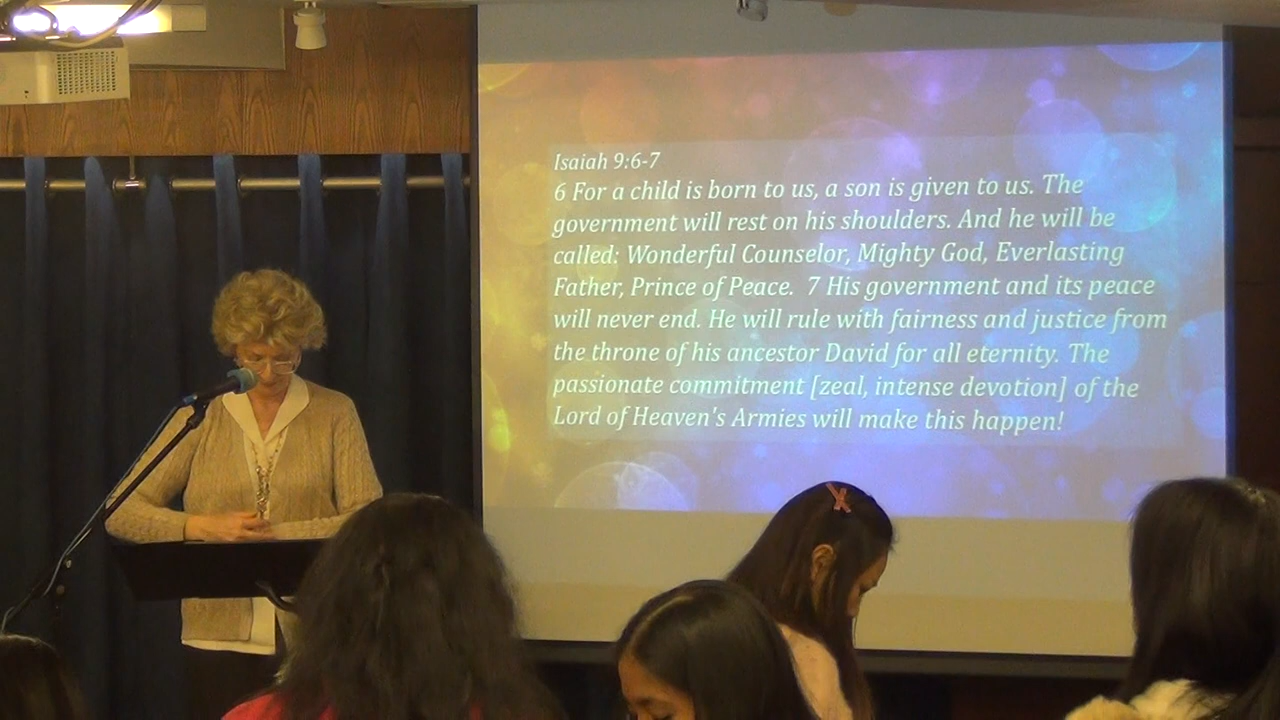 Isaiah 9:6-7
6 For a child is born to us, a son is given to us. The
government will rest on his shoulders. And he will be
called: Wonderful Counselor, Mighty God, Everlasting
Father, Prince of Peace.  7 His government and its peace
will never end. He will rule with fairness and justice from
the throne of his ancestor David for all eternity. The
passionate commitment [zeal, intense devotion] of the
Lord of Heaven's Armies will make this happen!